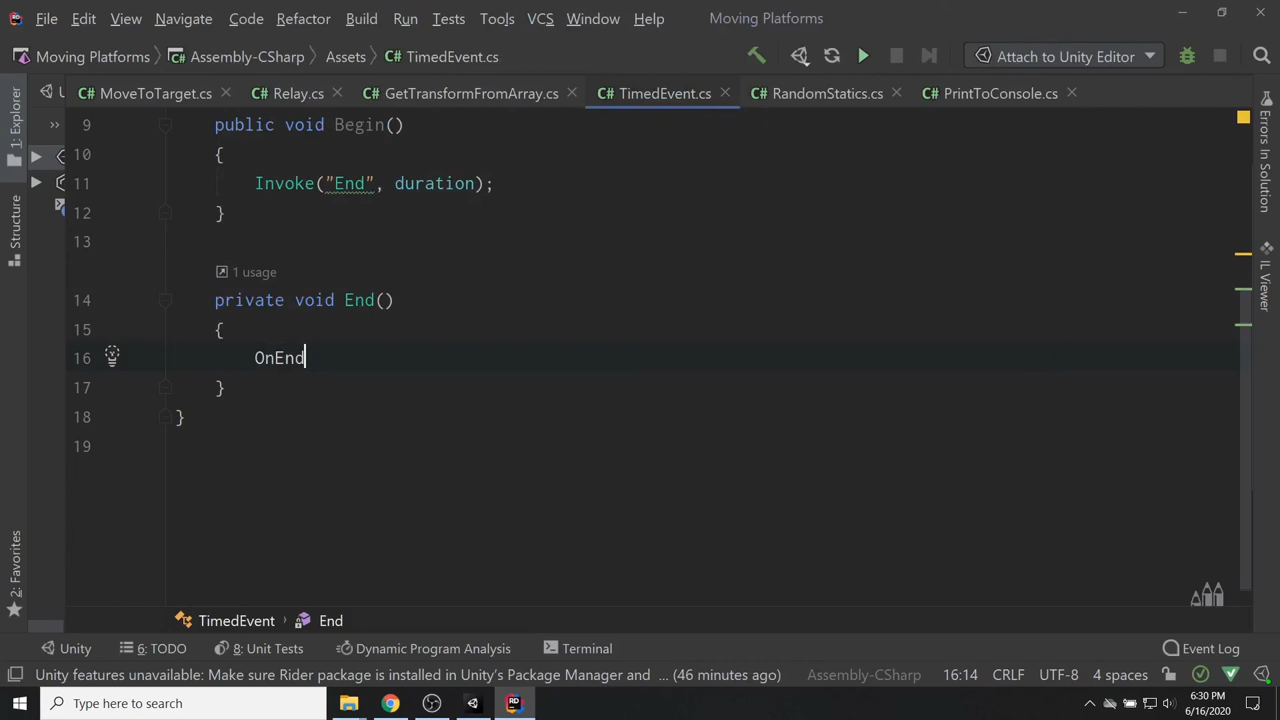 File Edit View Navigate Code Refactor Build Run Tests Tools VCS Window Help Moving Platforms
Moving Platforms Assembly-CSharp Assets C# TimedEvent.cs Attach to Unity Editor
C# MoveToTarget.cs C# Relay.cs C# GetTransformFromArray.cs C# TimedEvent.cs C# RandomStatics.cs C# PrintToConsole.cs
1: Explorer
Structure
2: Favorites
9 public void Begin()
10 {
11 Invoke("End", duration);
12 }
13
1 usage
14 private void End()
15 {
16 OnEnd
17 }
18 }
19
Errors In Solution
IL Viewer
TimedEvent End
Unity 6: TODO 8: Unit Tests Dynamic Program Analysis Terminal Event Log
Unity features unavailable: Make sure Rider package is installed in Unity's Package Manager and ... (46 minutes ago) Assembly-CSharp 16:14 CRLF UTF-8 4 spaces
Type here to search
6:30 PM
6/16/2020